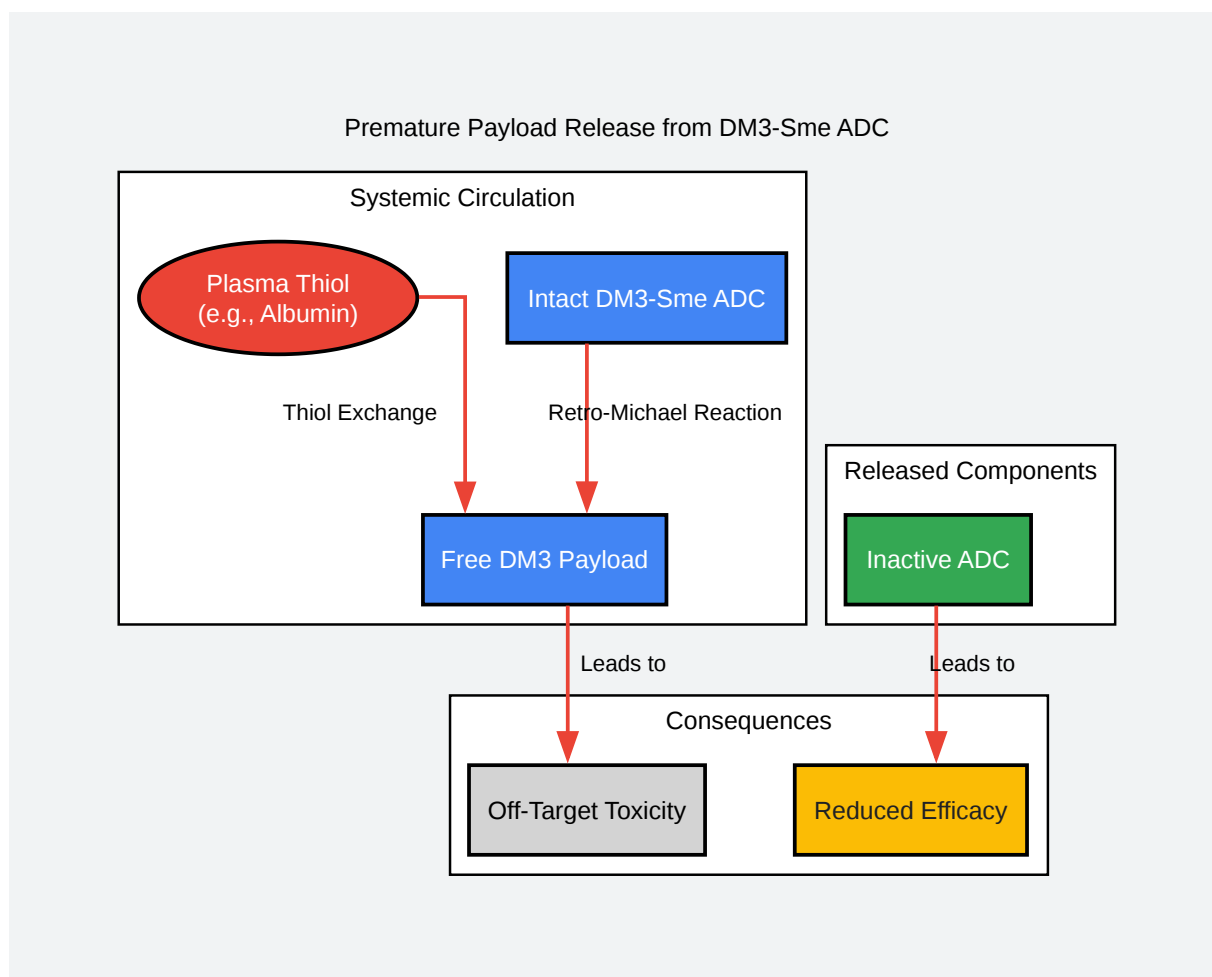 Premature Payload Release from DM3-Sme ADC
Systemic Circulation
Plasma Thiol
(e.g., Albumin)
Intact DM3-Sme ADC
Thiol Exchange
Retro-Michael Reaction
Released Components
Free DM3 Payload
Inactive ADC
Leads to
Leads to
Consequences
Off-Target Toxicity
Reduced Efficacy